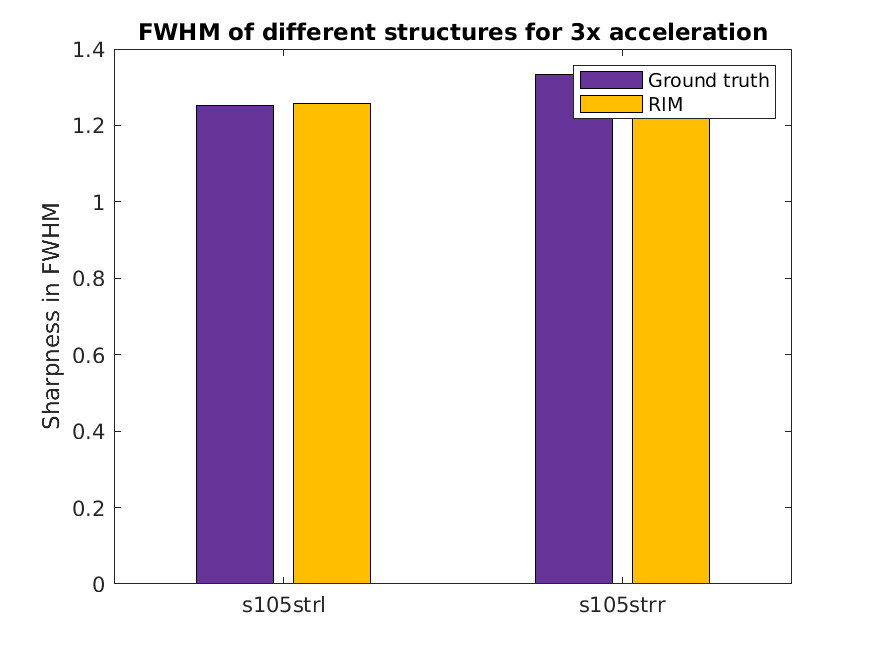 FWHM of different structures for 3x acceleration
Sharpness in FWHM
1.4
1.2
1
0.8
0.6
0.4
0.2
0
Ground truth
RIM
s105strl
s105strr